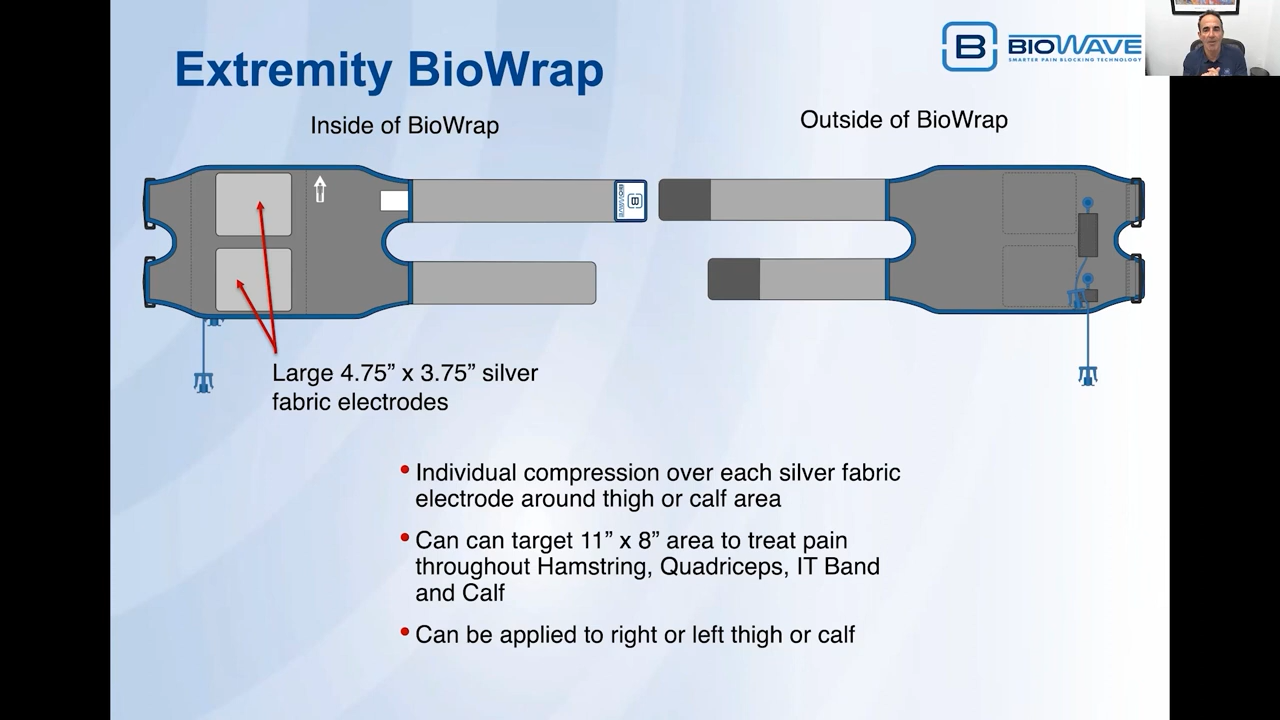 Extremity BioWrap
B BIOWAVE
SMARTER PAIN BLOCKING TECHNOLOGY
Inside of BioWrap
Outside of BioWrap
BIOWAVE
B
Large 4.75” x 3.75” silver
fabric electrodes
• Individual compression over each silver fabric
electrode around thigh or calf area
• Can can target 11” x 8” area to treat pain
throughout Hamstring, Quadriceps, IT Band
and Calf
• Can be applied to right or left thigh or calf